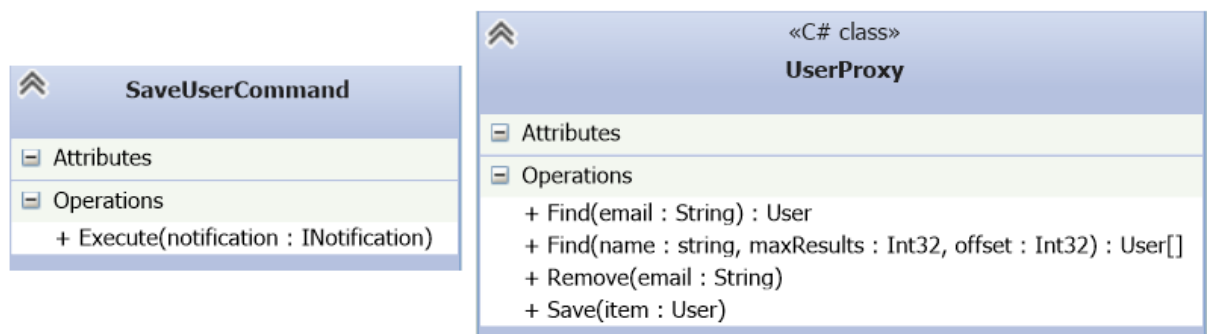 SaveUserCommand
Attributes
Operations
+ Execute(notification : INotification)
«C# class»
UserProxy
Attributes
Operations
+ Find(email : String) : User
+ Find(name : string, maxResults : Int32, offset : Int32) : User[]
+ Remove(email : String)
+ Save(item : User)